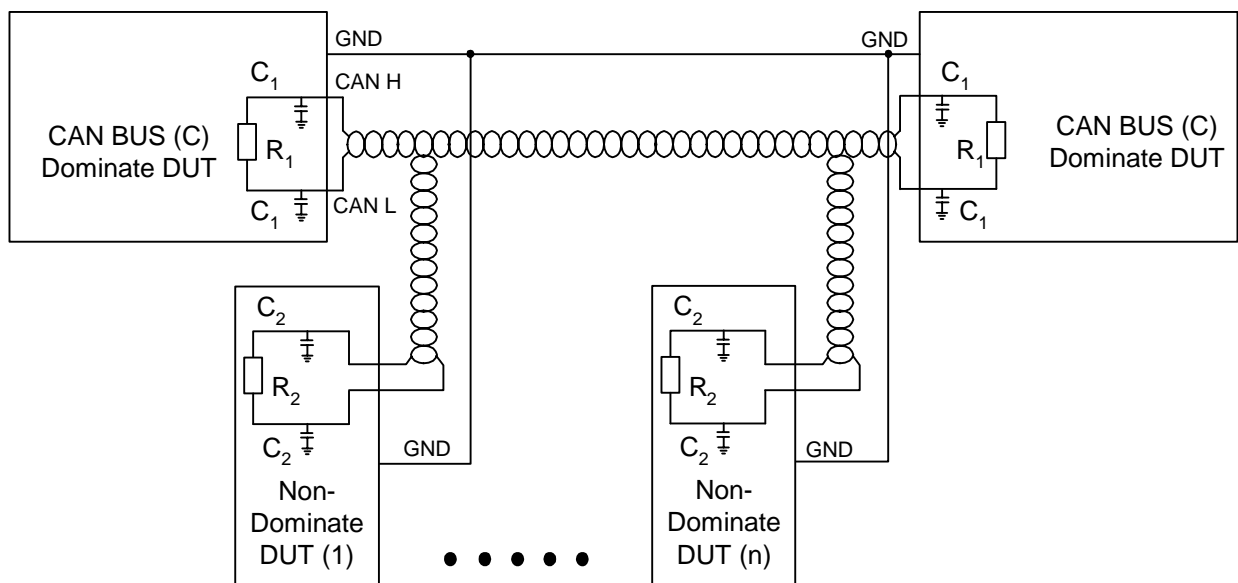 GND
GND
C1
CAN H
C1
CAN BUS (C)
Dominate DUT
R1
R1
CAN BUS (C)
Dominate DUT
C1
CAN L
C1
C2
C2
R2
R2
C2
GND
C2
GND
Non-
Dominate
DUT (1)
Non-
Dominate
DUT (n)